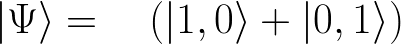 |Ψ⟩ = (|1, 0⟩ + |0, 1⟩)